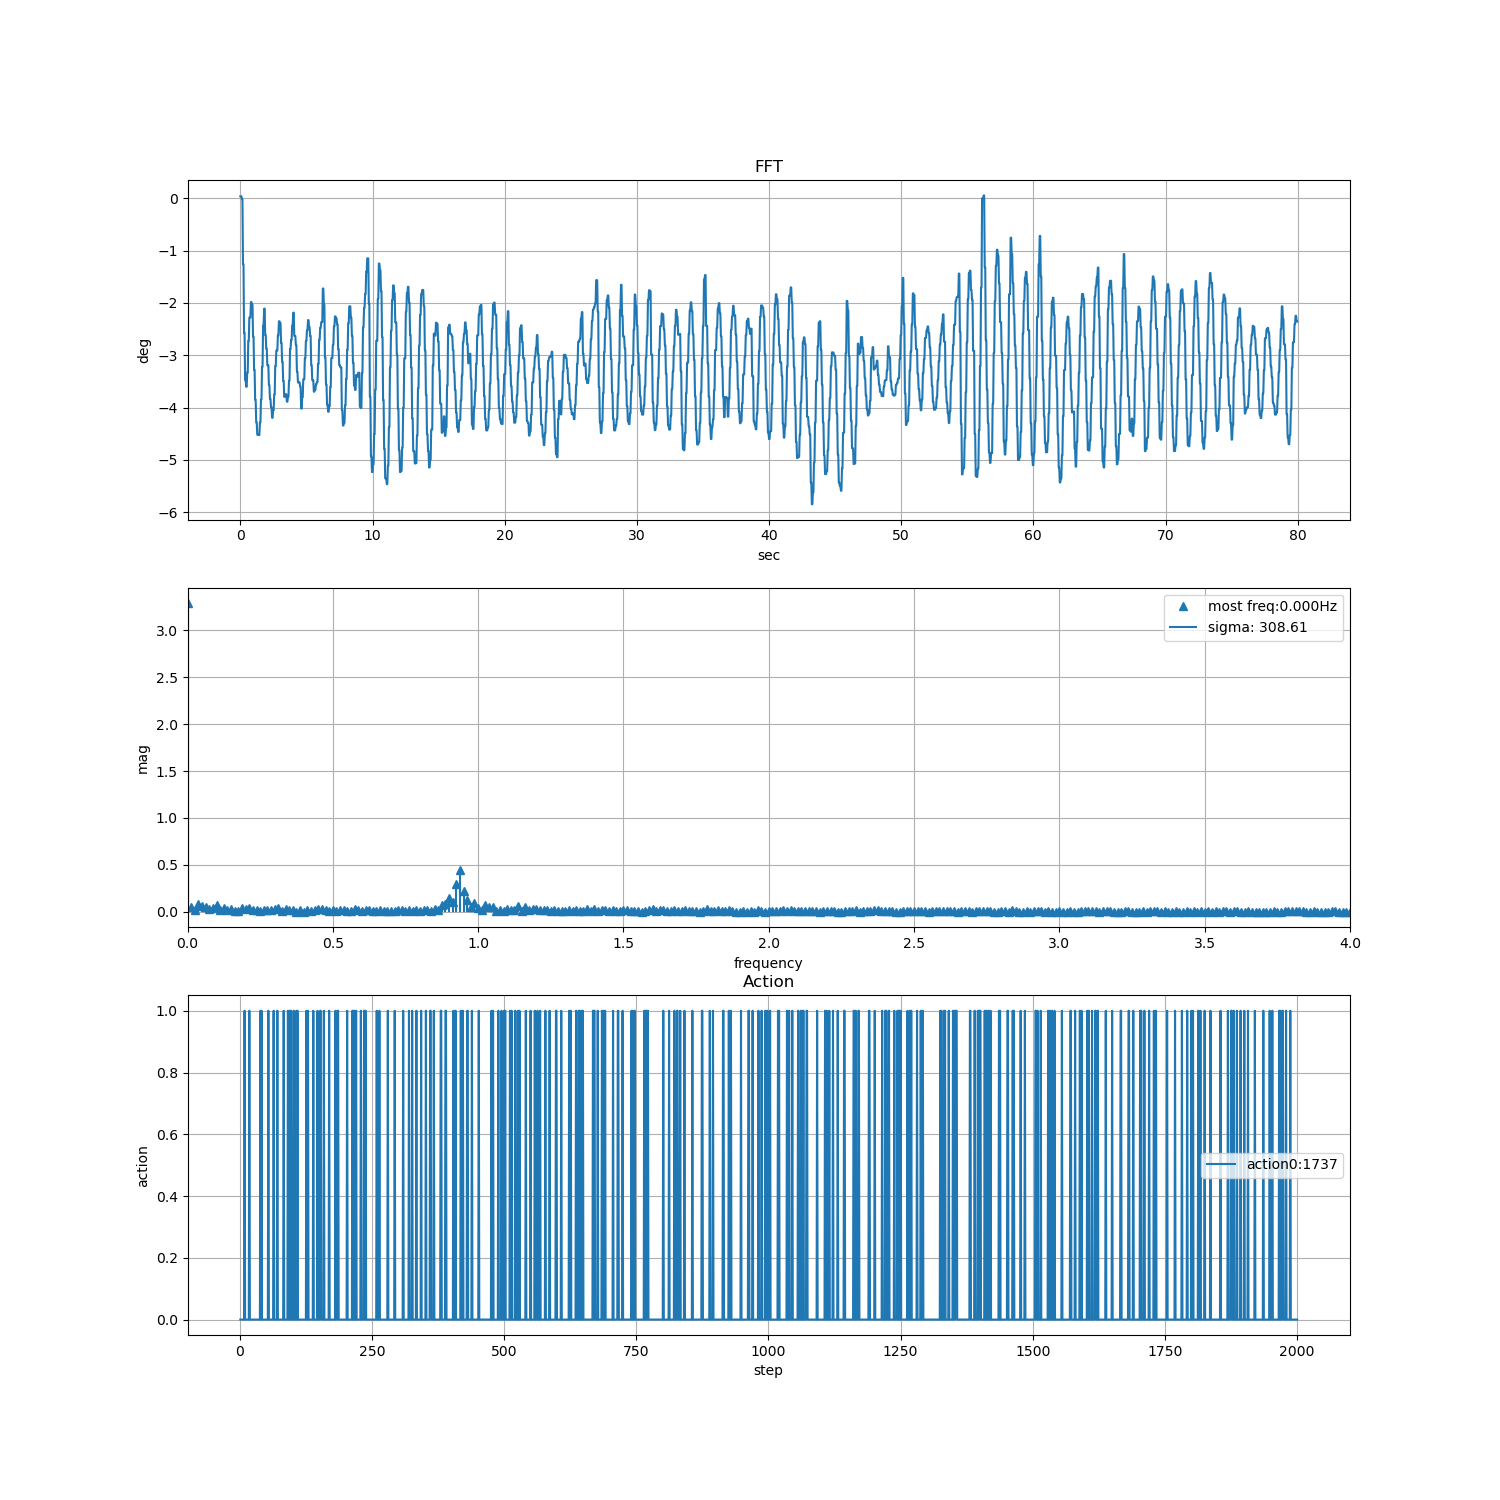 FFT
0
−1
−2
−3
−4
−5
−6
deg
0 10 20 30 40 50 60 70 80
sec
most freq:0.000Hz
sigma: 308.61
3.0
2.5
2.0
1.5
1.0
0.5
0.0
mag
0.0 0.5 1.0 1.5 2.0 2.5 3.0 3.5 4.0
frequency
Action
1.0
0.8
0.6
0.4
0.2
0.0
action
action0:1737
0 250 500 750 1000 1250 1500 1750 2000
step